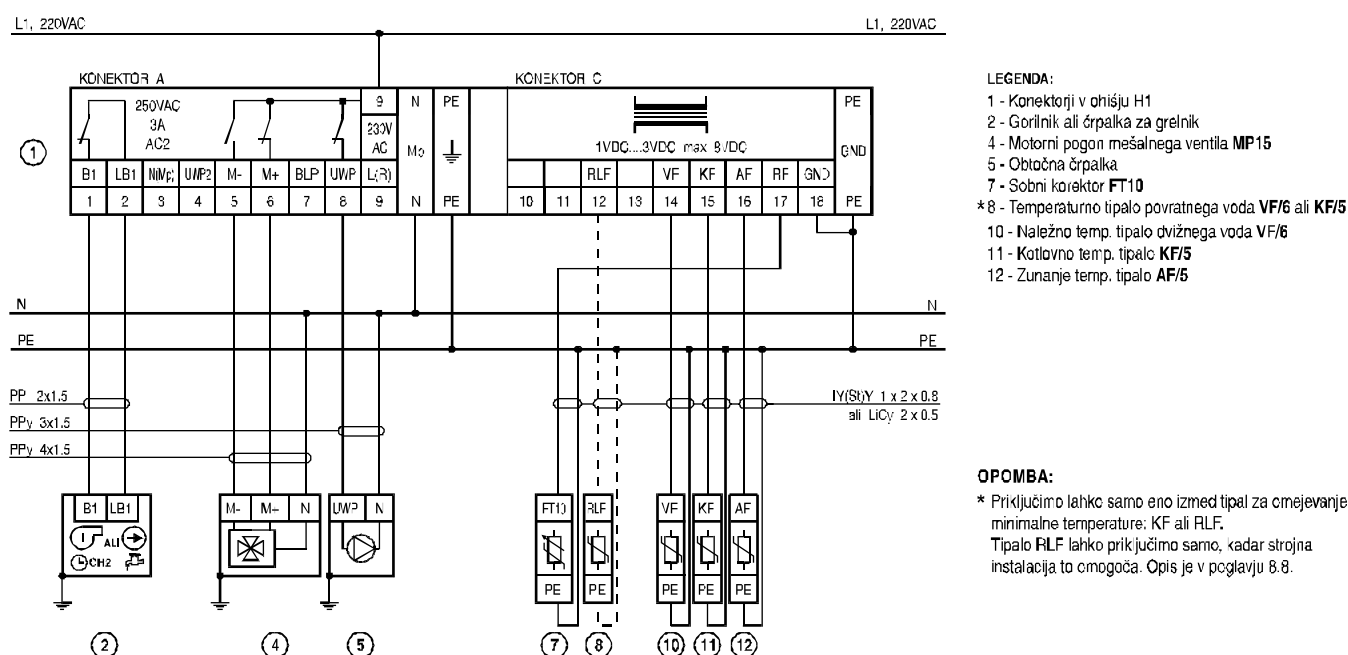 L1, 220VAC L1, 220VAC
KONEKTOR A KONEKTOR C
250VAC
3A
AC2
9 N PE PE
230V
AC
Mo GND
1VDC....3VDC max 8VDC
B1 LB1 N(Mp) UWP2 M- M+ BLP UWP L(R) RLF VF KF AF RF GND
1 2 3 4 5 6 7 8 9 N PE 10 11 12 13 14 15 16 17 18 PE
1
N N
PE PE
PP 2x1.5
PPy 3x1.5
PPy 4x1.5
IY(St)Y 1 x 2 x 0.8
ali LiCy 2 x 0.5
B1 LB1 M- M+ N UWP N FT10 RLF VF KF AF
ALI
CH2
PE PE PE PE PE
2 4 5 7 8 10 11 12
LEGENDA:
1 - Konektorji v ohišju H1
2 - Gorilnik ali črpalka za grelnik
4 - Motorni pogon mešalnega ventila MP15
5 - Obtočna črpalka
7 - Sobni korektor FT10
* 8 - Temperaturno tipalo povratnega voda VF/6 ali KF/5
10 - Naležno temp. tipalo dvižnega voda VF/6
11 - Kotlovno temp. tipalo KF/5
12 - Zunanje temp. tipalo AF/5
OPOMBA:
* Priključimo lahko samo eno izmed tipal za omejevanje
minimalne temperature: KF ali RLF.
Tipalo RLF lahko priključimo samo, kadar strojna
instalacija to omogoča. Opis je v poglavju 8.8.